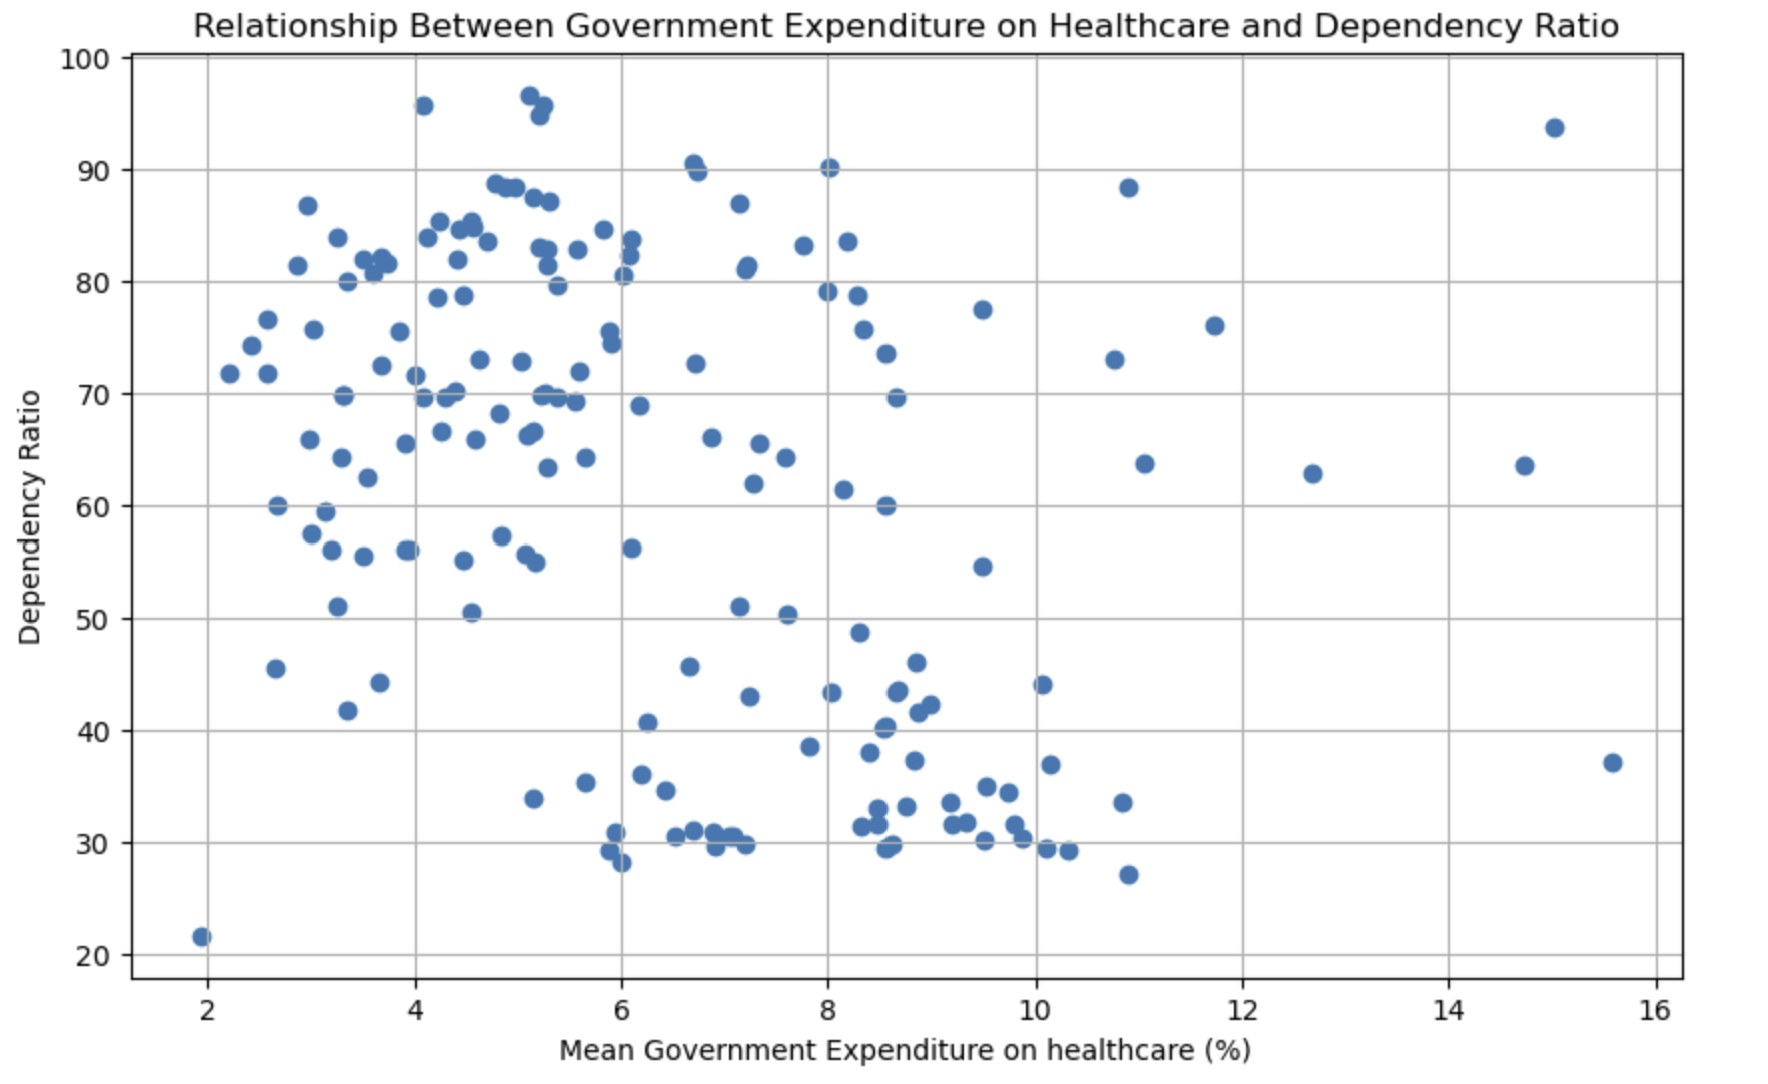 Relationship Between Government Expenditure on Healthcare and Dependency Ratio
100
90
80
70
60
50
40
30
20
Dependency Ratio
2 4 6 8 10 12 14 16
Mean Government Expenditure on healthcare (%)